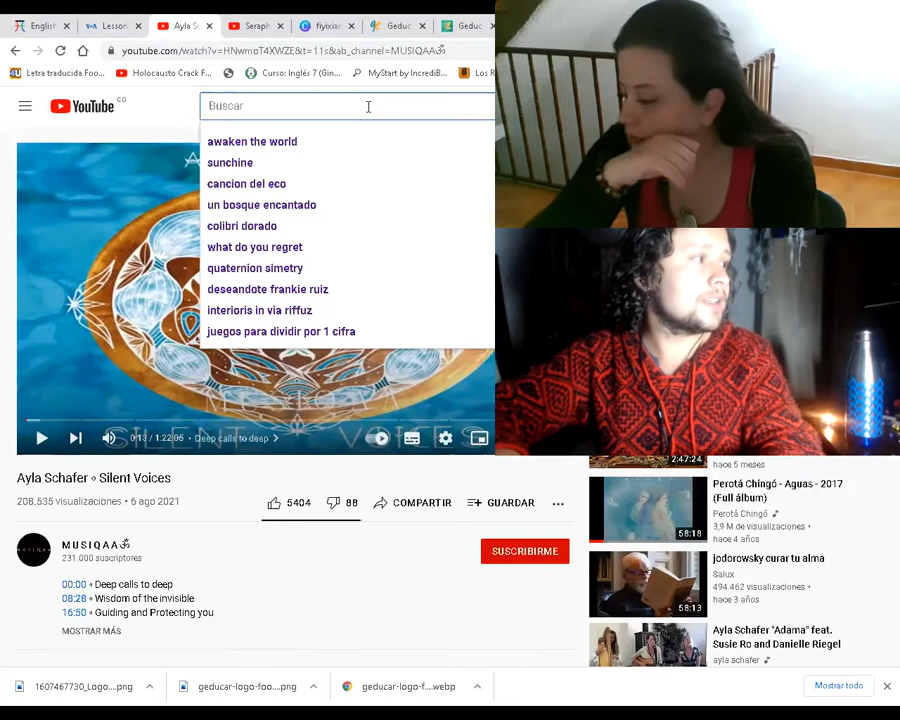 English
Lesson
Ayla S
Seraph
fiyixiar
Geduc
Geduc
youtube.com/watch?v=HNwmoT4XWZE&t=11s&ab_channel=MUSIQAAॐ
Letra traducida Foo...
Holocausto Crack F...
Curso: Inglés 7 (Gin...
MyStart by IncrediB...
Los R
YouTube CO
Buscar
awaken the world
sunchine
cancion del eco
un bosque encantado
colibri dorado
what do you regret
quaternion simetry
deseandote frankie ruiz
interioris in via riffuz
juegos para dividir por 1 cifra
SILENT VOICES
0:13 / 1:22:05 • Deep calls to deep >
Ayla Schafer ∘ Silent Voices
208.535 visualizaciones • 6 ago 2021
5404
88
COMPARTIR
GUARDAR
MUSIQAAॐ
231.000 suscriptores
SUSCRIBIRME
00:00 ∘ Deep calls to deep
08:28 ∘ Wisdom of the invisible
16:50 ∘ Guiding and Protecting you
MOSTRAR MÁS
hace 5 meses
2:47:24
Perotá Chingó - Aguas - 2017
(Full álbum)
Perotá Chingó
3,9 M de visualizaciones •
hace 4 años
58:18
jodorowsky curar tu alma
Salux
494.462 visualizaciones •
hace 3 años
58:13
Ayla Schafer "Adama" feat.
Susie Ro and Danielle Riegel
ayla schafer
1607467730_Logo....png
geducar-logo-foo....png
geducar-logo-f....webp
Mostrar todo